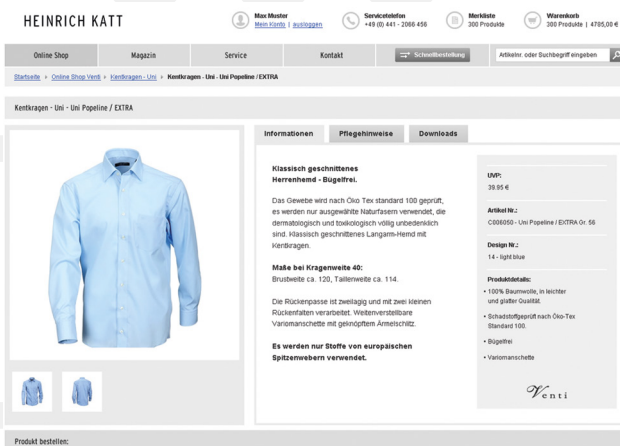 HEINRICH KATT
Max Muster
Mein Konto | ausloggen
Servicetelefon
+49 (0) 441 - 2066 456
Merkliste
300 Produkte
Warenkorb
300 Produkte | 4795,00 €
Online Shop
Magazin
Service
Kontakt
Schnellbestellung
Artikelnr. oder Suchbegriff eingeben
Startseite
Online Shop Venti
Kentkragen - Uni
Kentkragen - Uni - Uni Popeline / EXTRA
Kentkragen - Uni - Uni Popeline / EXTRA
Informationen
Pflegehinweise
Downloads
Klassisch geschnittenes
Herrenhemd - Bügelfrei.
Das Gewebe wird nach Öko Tex standard 100 geprüft,
es werden nur ausgewählte Naturfasern verwendet, die
dermatologisch und toxikologisch völlig unbedenklich
sind. Klassisch geschnittenes Langarm-Hemd mit
Kentkragen.
Maße bei Kragenweite 40:
Brustweite ca. 120, Taillenweite ca. 114.
Die Rückenpasse ist zweilagig und mit zwei kleinen
Rückenfalten verarbeitet. Weitenverstellbare
Variomanschette mit geknöpftem Ärmelschlitz.
Es werden nur Stoffe von europäischen
Spitzenwebern verwendet.
UVP:
39.95 €
Artikel Nr.:
C006050 - Uni Popeline / EXTRA Gr. 56
Design Nr.:
14 - light blue
Produktdetails:
• 100% Baumwolle, in leichter
und glatter Qualität.
• Schadstoffgeprüft nach Öko-Tex
Standard 100.
• Bügelfrei
• Variomanschette
Venti
Produkt bestellen: